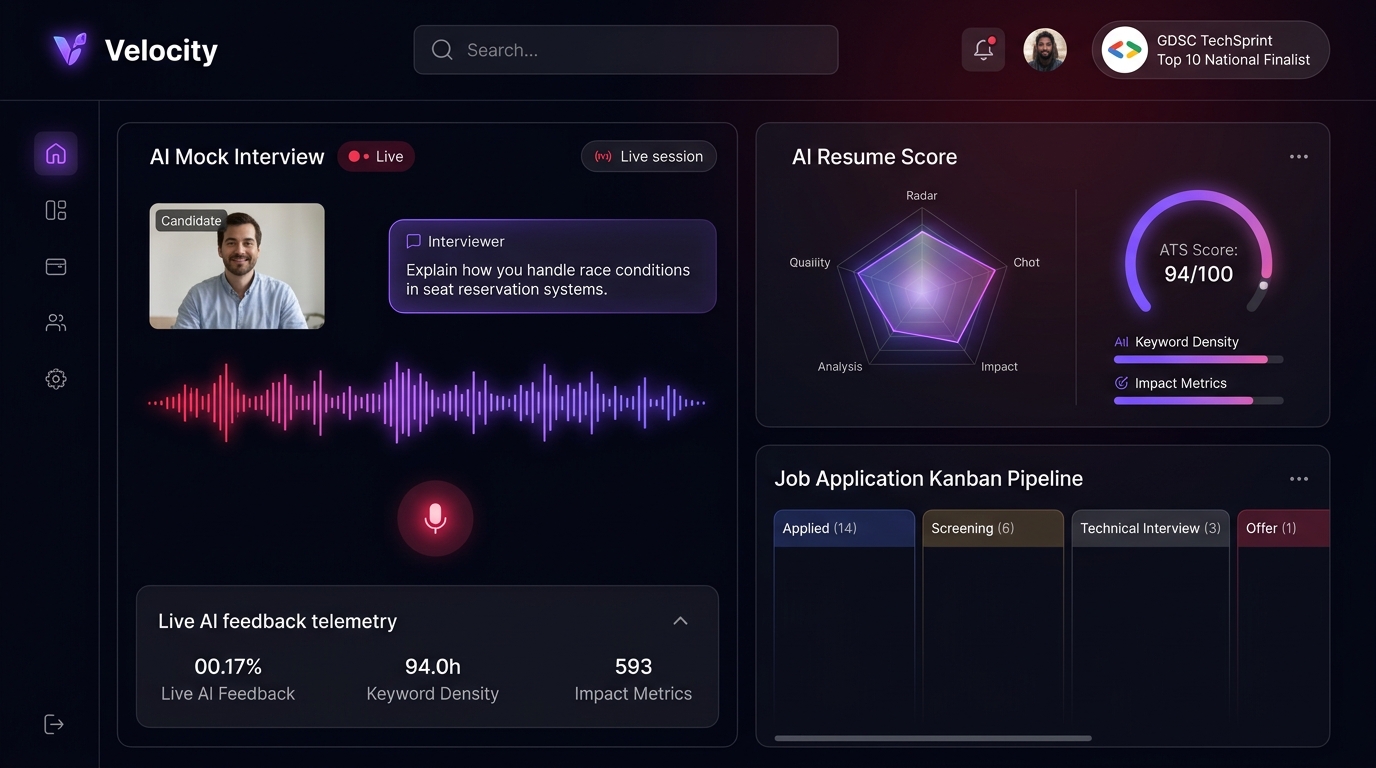 Velocity
Search...
GDSC TechSprint
Top 10 National Finalist
AI Mock Interview
Live
Live session
Candidate
Interviewer
Explain how you handle race conditions
in seat reservation systems.
Live AI feedback telemetry
00.17%
Live AI Feedback
94.0h
Keyword Density
593
Impact Metrics
AI Resume Score
Radar
Quaiiity
Chot
Analysis
Impact
ATS Score:
94/100
Keyword Density
Impact Metrics
Job Application Kanban Pipeline
Applied (14)
Screening (6)
Technical Interview (3)
Offer (1)